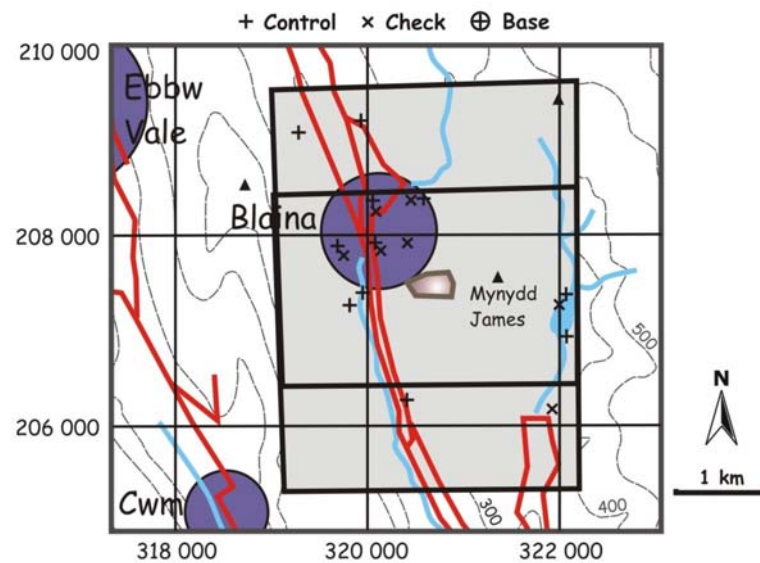 + Control × Check ⊕ Base
210 000
208 000
206 000
318 000 320 000 322 000
Ebbw
Vale
Blaina
Mynydd
James
Cwm
500
400
300
N
1 km